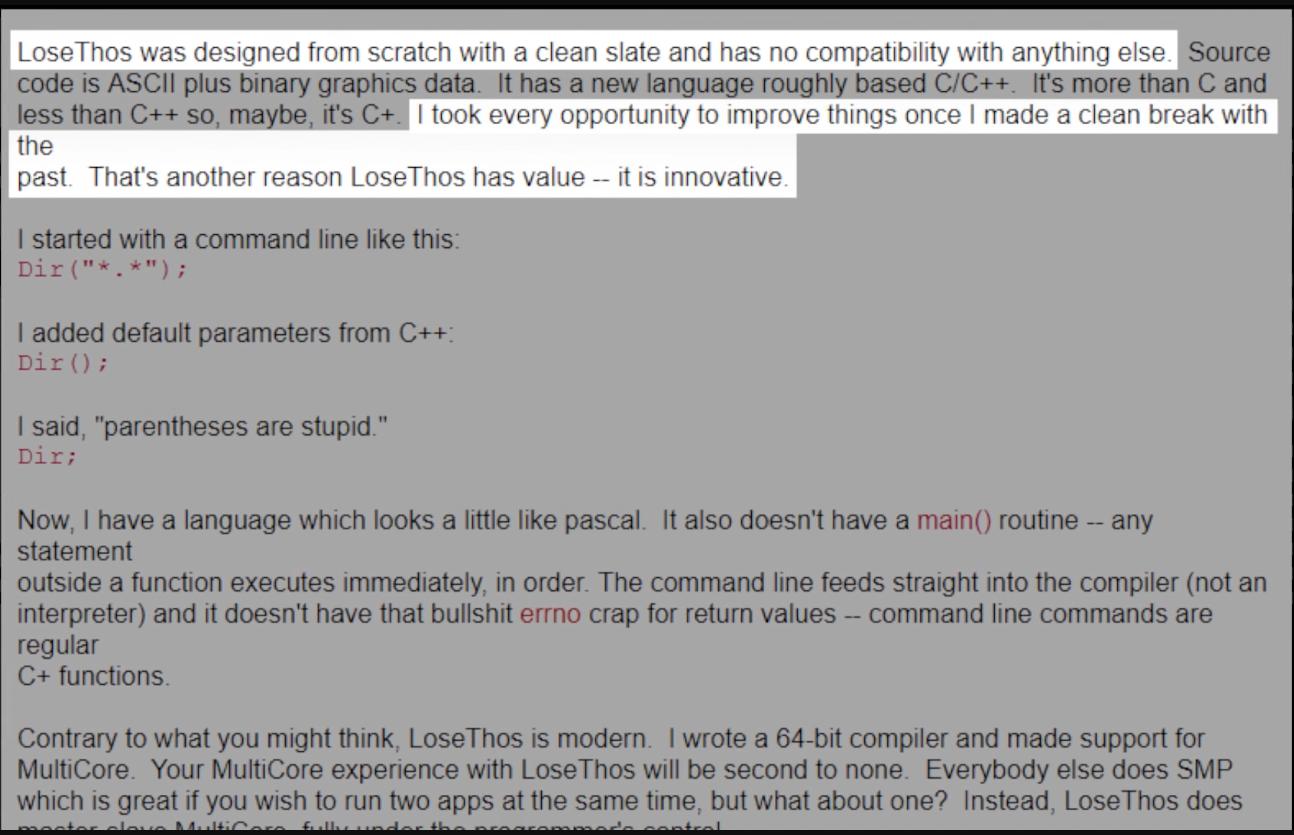 LoseThos was designed from scratch with a clean slate and has no compatibility with anything else.  Source
code is ASCII plus binary graphics data.  It has a new language roughly based C/C++.  It's more than C and
less than C++ so, maybe, it's C+.  I took every opportunity to improve things once I made a clean break with
the
past.  That's another reason LoseThos has value -- it is innovative.
I started with a command line like this:
Dir("*.*");
I added default parameters from C++:
Dir();
I said, "parentheses are stupid."
Dir;
Now, I have a language which looks a little like pascal.  It also doesn't have a main() routine -- any
statement
outside a function executes immediately, in order. The command line feeds straight into the compiler (not an
interpreter) and it doesn't have that bullshit errno crap for return values -- command line commands are
regular
C+ functions.
Contrary to what you might think, LoseThos is modern.  I wrote a 64-bit compiler and made support for
MultiCore.  Your MultiCore experience with LoseThos will be second to none.  Everybody else does SMP
which is great if you wish to run two apps at the same time, but what about one?  Instead, LoseThos does
master-slave MultiCore, fully under the programmer's control